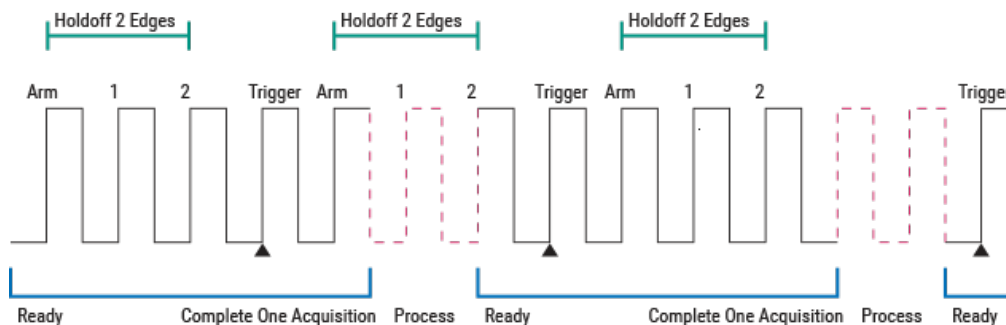 Holdoff 2 Edges Holdoff 2 Edges Holdoff 2 Edges
Arm 1 2 Trigger Arm 1 2 Trigger Arm 1 2 Trigger
Ready Complete One Acquisition Process Ready Complete One Acquisition Process Ready